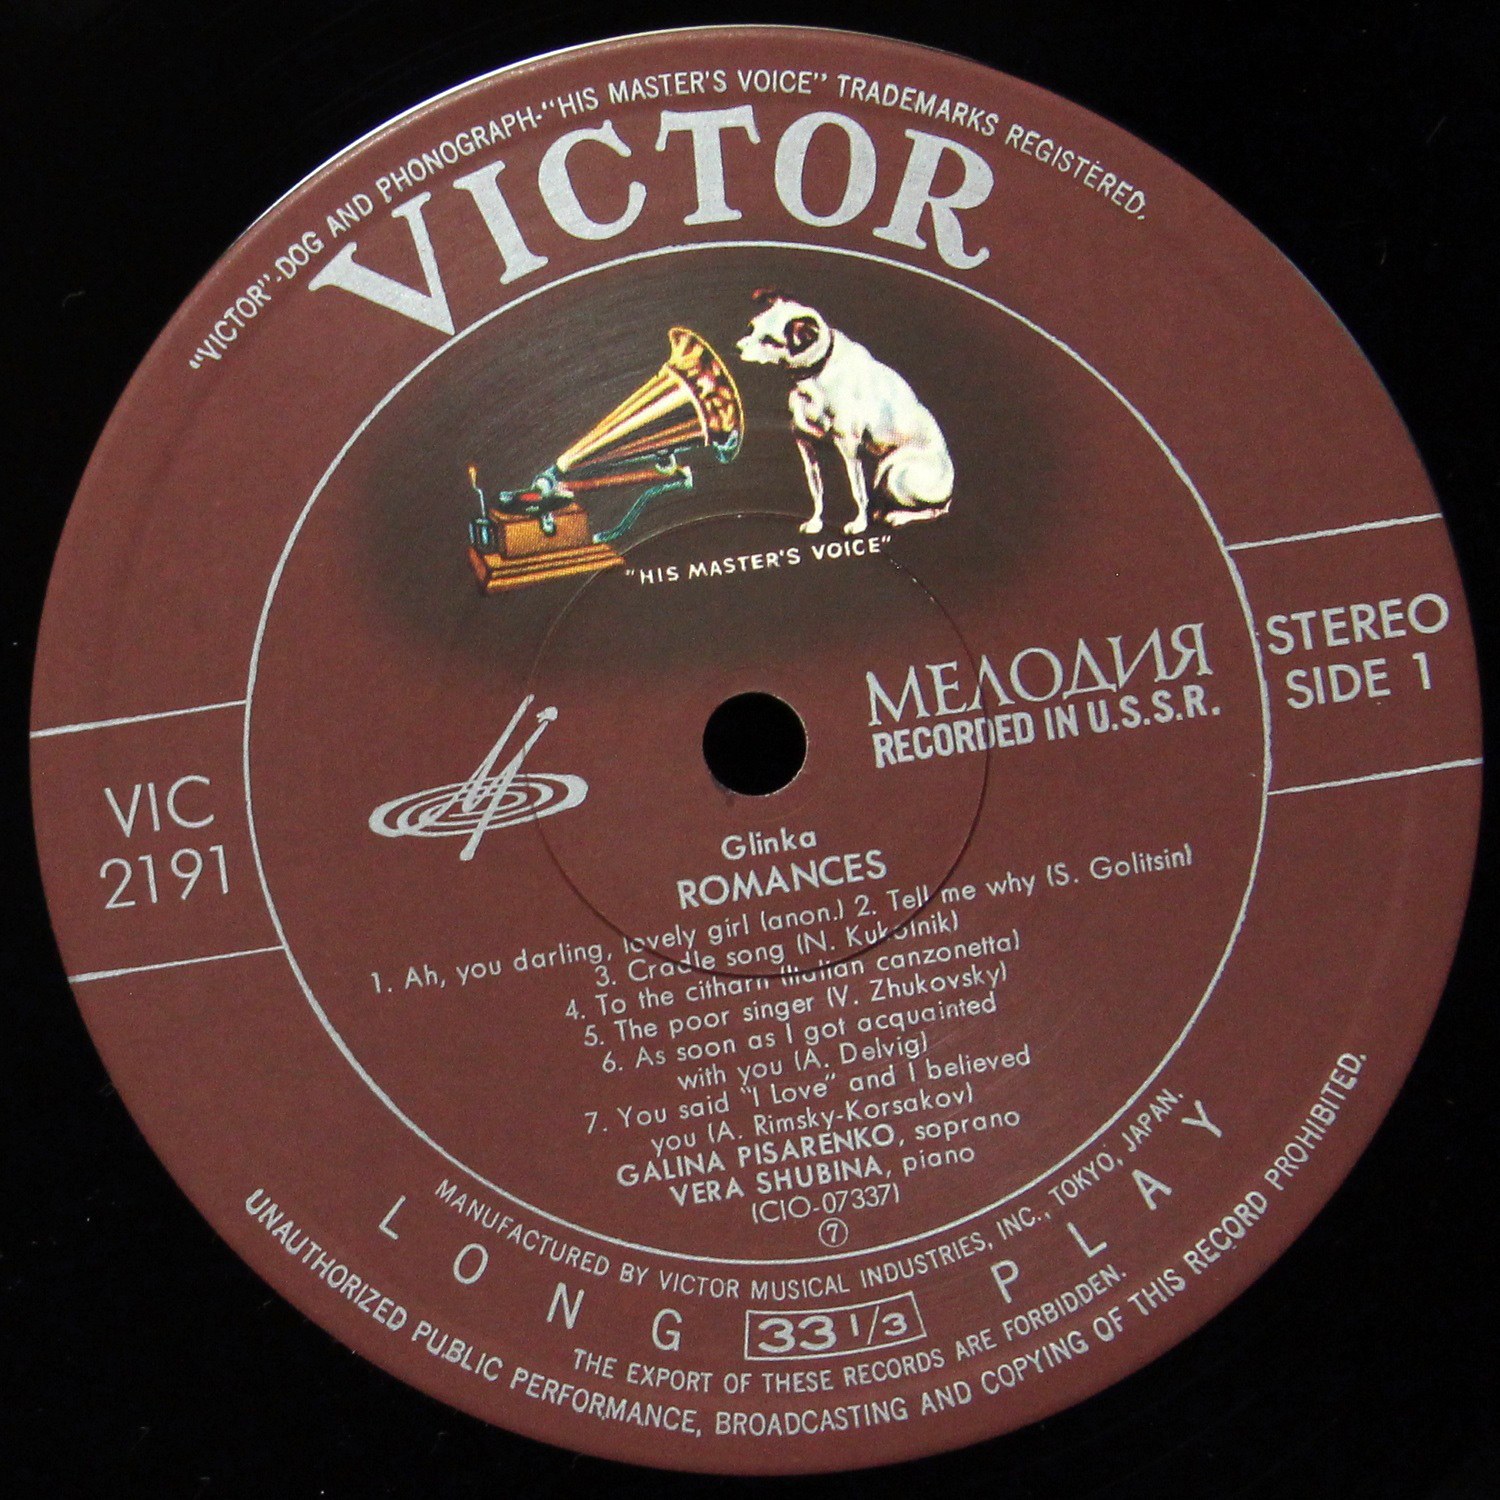 "VICTOR"-DOG AND PHONOGRAPH-"HIS MASTER'S VOICE" TRADEMARKS REGISTERED.
VICTOR
"HIS MASTER'S VOICE"
МЕЛОДИЯ
RECORDED IN U.S.S.R.
STEREO
SIDE 1
VIC
2191
Glinka
ROMANCES
1. Ah, you darling, lovely girl (anon.) 2. Tell me why (S. Golitsin)
3. Cradle song (N. Kukolnik)
4. To the citharn (Italian canzonetta)
5. The poor singer (V. Zhukovsky)
6. As soon as I got acquainted
with you (A. Delvig)
7. You said "I Love" and I believed
you (A. Rimsky-Korsakov)
GALINA PISARENKO, soprano
VERA SHUBINA, piano
(CIO-07337)
⑦
MANUFACTURED BY VICTOR MUSICAL INDUSTRIES, INC., TOKYO, JAPAN.
LONG 33 1/3 PLAY
THE EXPORT OF THESE RECORDS ARE FORBIDDEN.
UNAUTHORIZED PUBLIC PERFORMANCE, BROADCASTING AND COPYING OF THIS RECORD PROHIBITED.